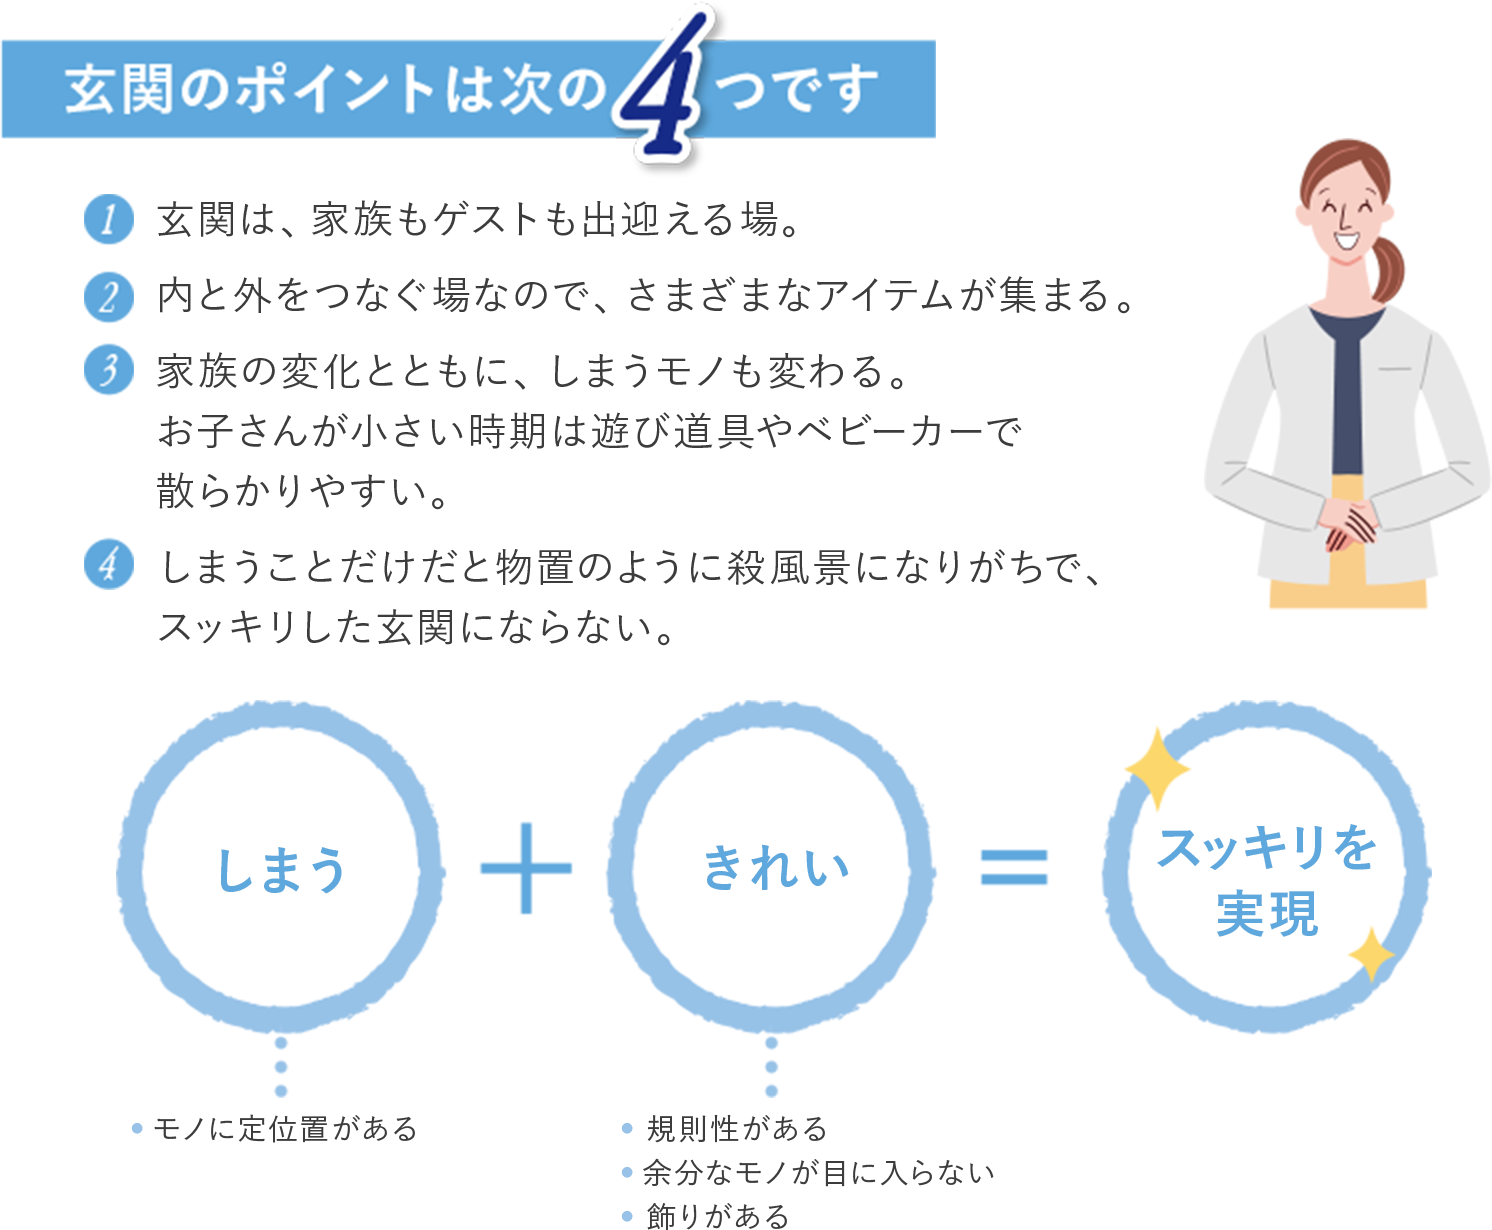 玄関のポイントは次の4つです
1 玄関は、家族もゲストも出迎える場。
2 内と外をつなぐ場なので、さまざまなアイテムが集まる。
3 家族の変化とともに、しまうモノも変わる。
お子さんが小さい時期は遊び道具やベビーカーで
散らかりやすい。
4 しまうことだけだと物置のように殺風景になりがちで、
スッキリした玄関にならない。
しまう
+
きれい
=
スッキリを
実現
• モノに定位置がある
• 規則性がある
• 余分なモノが目に入らない
• 飾りがある